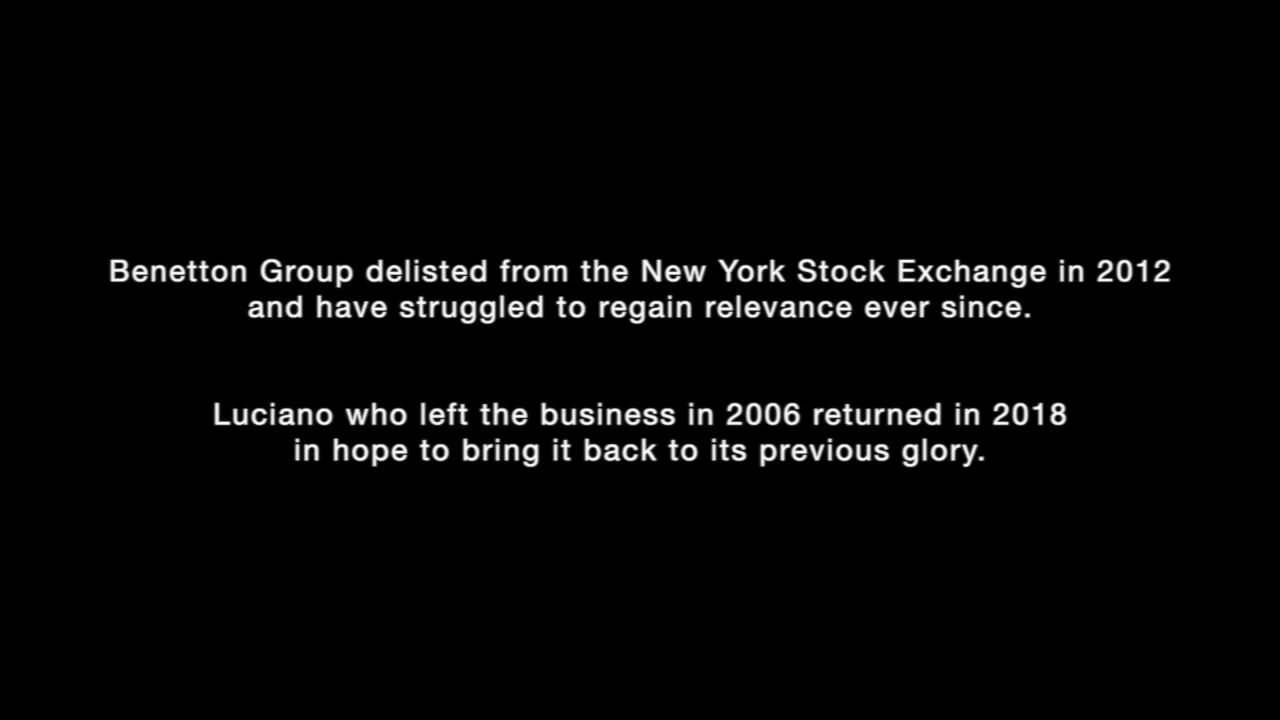 Benetton Group delisted from the New York Stock Exchange in 2012
and have struggled to regain relevance ever since.
Luciano who left the business in 2006 returned in 2018
in hope to bring it back to its previous glory.